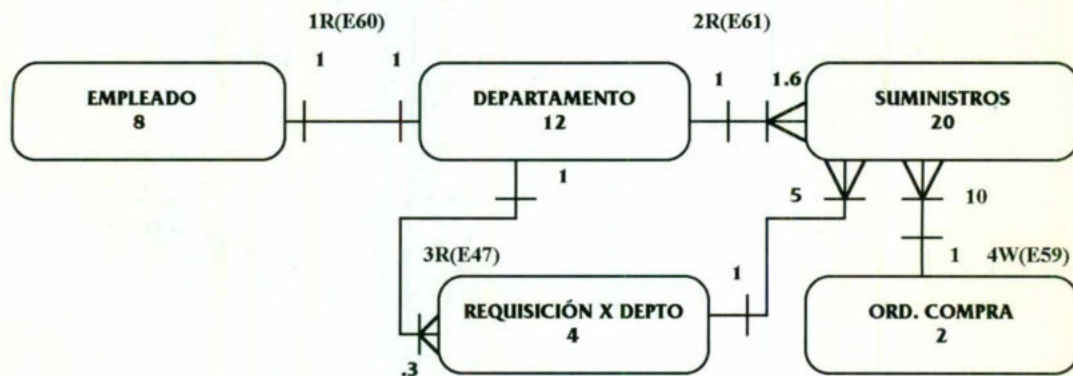 1R(E60)
2R(E61)
1 1
1 1.6
EMPLEADO
8
DEPARTAMENTO
12
SUMINISTROS
20
1
5
10
3R(E47)
1
1
4W(E59)
REQUISICIÓN X DEPTO
4
ORD. COMPRA
2
.3